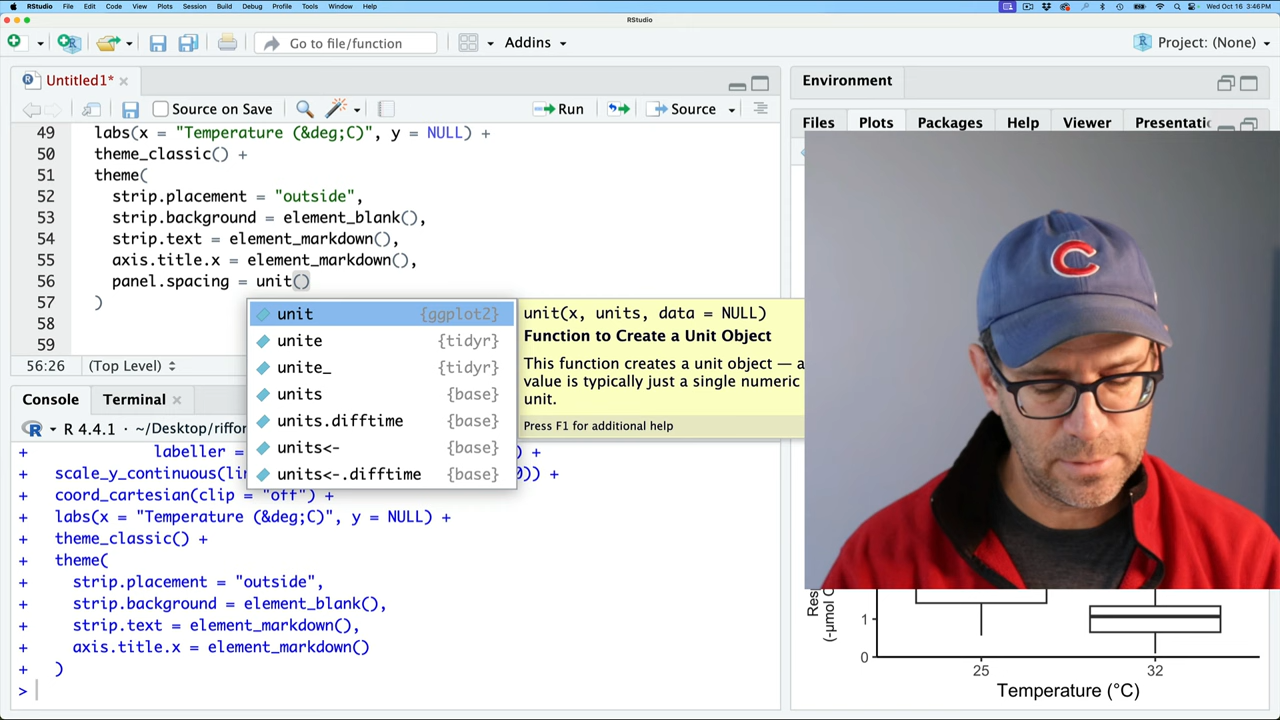 RStudio File Edit Code View Plots Session Build Debug Profile Tools Window Help Wed Oct 16 3:46PM
RStudio
Go to file/function Addins Project: (None)
Untitled1* Environment
Source on Save Run Source
Files Plots Packages Help Viewer Presentatic
49 labs(x = "Temperature (&deg;C)", y = NULL) +
50 theme_classic() +
51 theme(
52 strip.placement = "outside",
53 strip.background = element_blank(),
54 strip.text = element_markdown(),
55 axis.title.x = element_markdown(),
56 panel.spacing = unit()
57 )
58
59
56:26 (Top Level)
unit {ggplot2}
unite {tidyr}
unite_ {tidyr}
units {base}
units.difftime {base}
units<- {base}
units<-.difftime {base}
unit(x, units, data = NULL)
Function to Create a Unit Object
This function creates a unit object — a
value is typically just a single numeric
unit.
Press F1 for additional help
Console Terminal
R R 4.4.1 · ~/Desktop/riffor
+ labeller = ) +
+ scale_y_continuous(li 0)) +
+ coord_cartesian(clip = "off") +
+ labs(x = "Temperature (&deg;C)", y = NULL) +
+ theme_classic() +
+ theme(
+ strip.placement = "outside",
+ strip.background = element_blank(),
+ strip.text = element_markdown(),
+ axis.title.x = element_markdown()
+ )
>
C
Res
(-μmol
1
0
25 32
Temperature (°C)